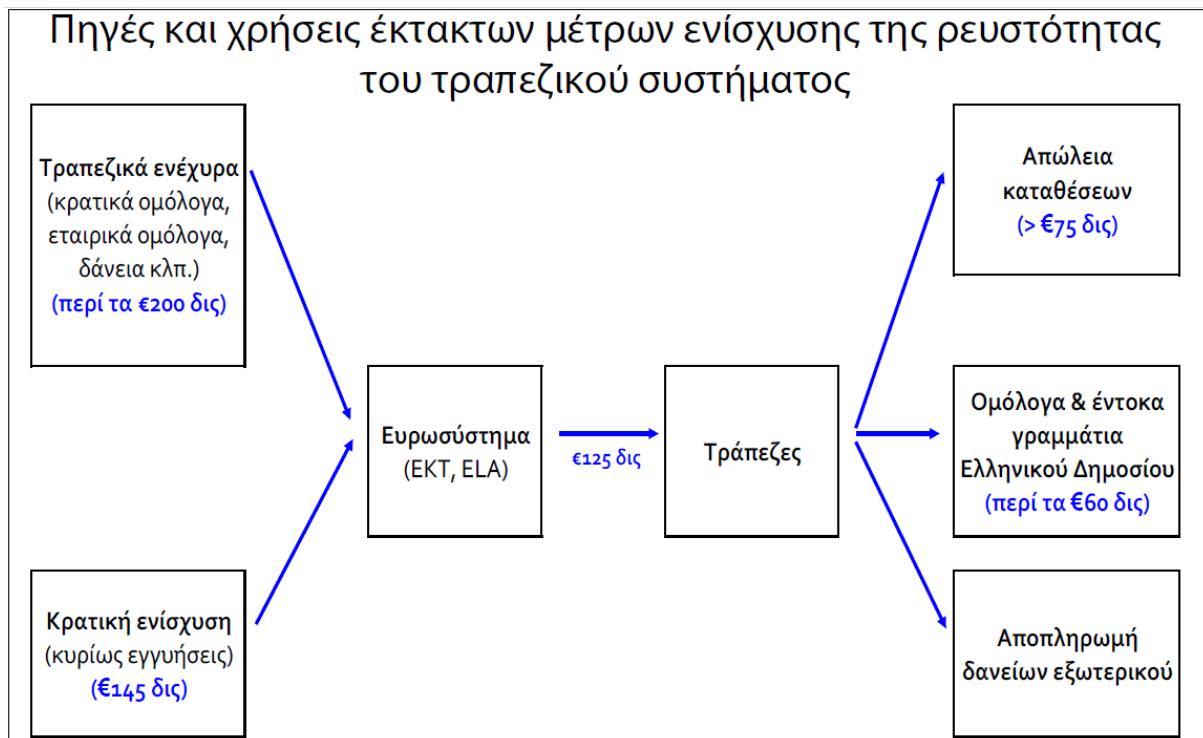 Πηγές και χρήσεις έκτακτων μέτρων ενίσχυσης της ρευστότητας
του τραπεζικού συστήματος
Τραπεζικά ενέχυρα
(κρατικά ομόλογα,
εταιρικά ομόλογα,
δάνεια κλπ.)
(περί τα €200 δις)
Κρατική ενίσχυση
(κυρίως εγγυήσεις)
(€145 δις)
Ευρωσύστημα
(ΕΚΤ, ELA)
€125 δις
Τράπεζες
Απώλεια
καταθέσεων
(> €75 δις)
Ομόλογα & έντοκα
γραμμάτια
Ελληνικού Δημοσίου
(περί τα €60 δις)
Αποπληρωμή
δανείων εξωτερικού